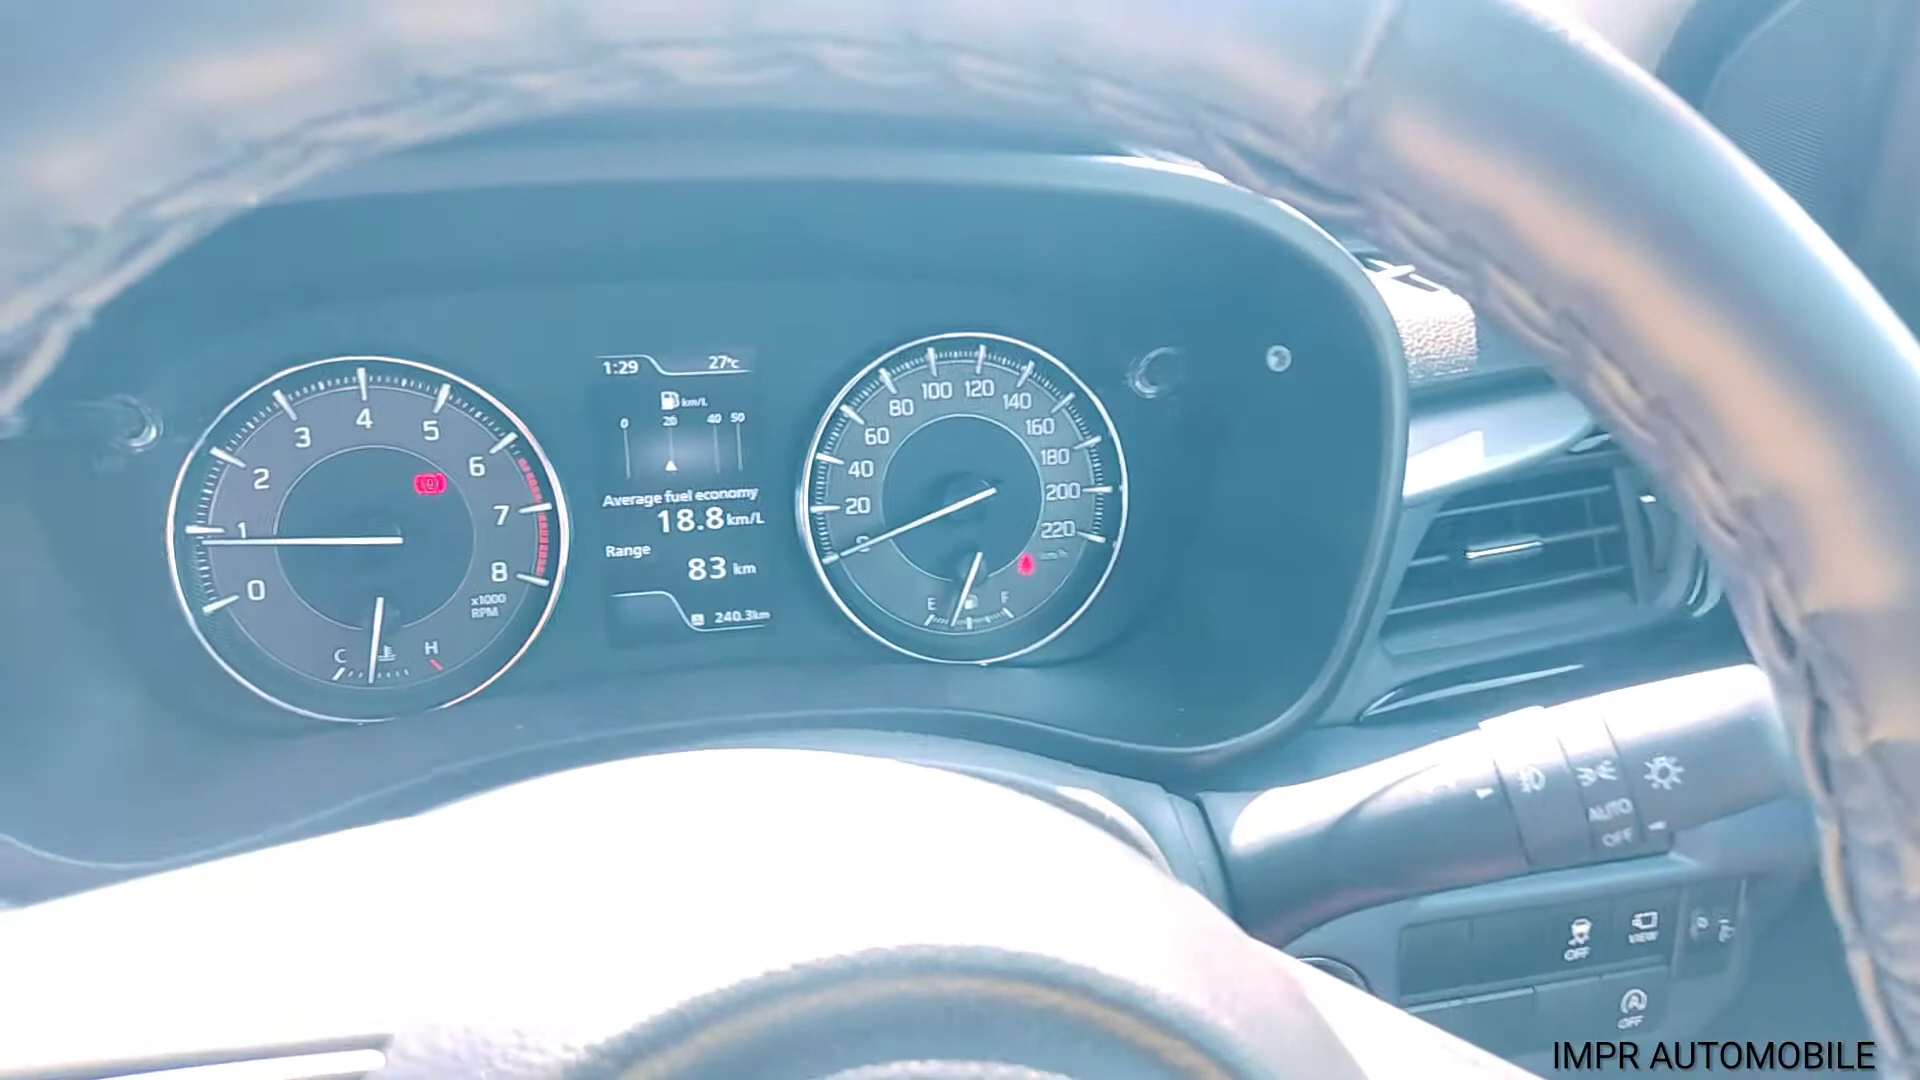 0
1
2
3
4
5
6
7
8
x1000
RPM
C
H
1:29
27°C
km/L
0 20 40 50
Average fuel economy
18.8km/L
Range
83 km
A 240.3km
0
20
40
60
80
100
120
140
160
180
200
220
km/h
E
F
AUTO
OFF
OFF
VIEW
A
OFF
IMPR AUTOMOBILE